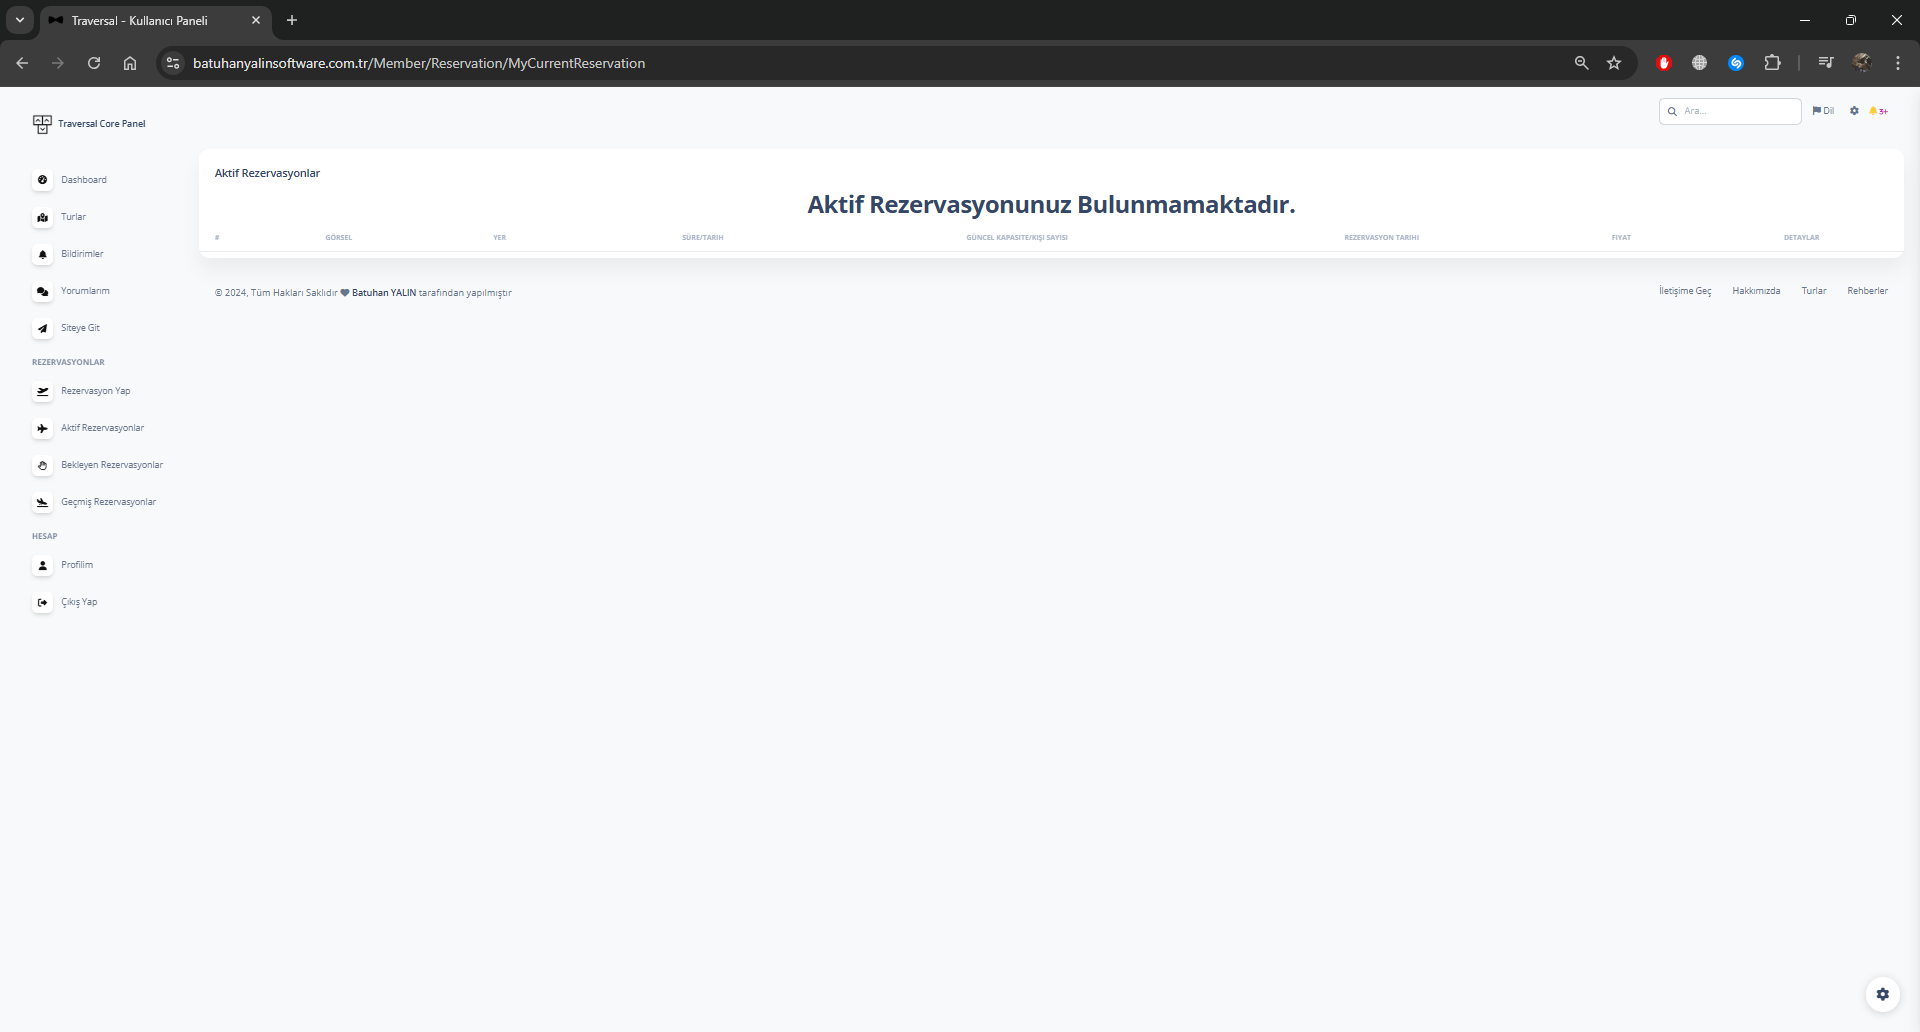 Traversal - Kullanıcı Paneli
batuhanyalinsoftware.com.tr/Member/Reservation/MyCurrentReservation
Traversal Core Panel
Ara...
Dil
3+
Dashboard
Turlar
Bildirimler
Yorumlarım
Siteye Git
REZERVASYONLAR
Rezervasyon Yap
Aktif Rezervasyonlar
Bekleyen Rezervasyonlar
Geçmiş Rezervasyonlar
HESAP
Profilim
Çıkış Yap
Aktif Rezervasyonlar
Aktif Rezervasyonunuz Bulunmamaktadır.
# GÖRSEL YER SÜRE/TARIH GÜNCEL KAPASITE/KIŞI SAYISI REZERVASYON TARIHI FIYAT DETAYLAR
© 2024, Tüm Hakları Saklıdır Batuhan YALIN tarafından yapılmıştır
İletişime Geç Hakkımızda Turlar Rehberler